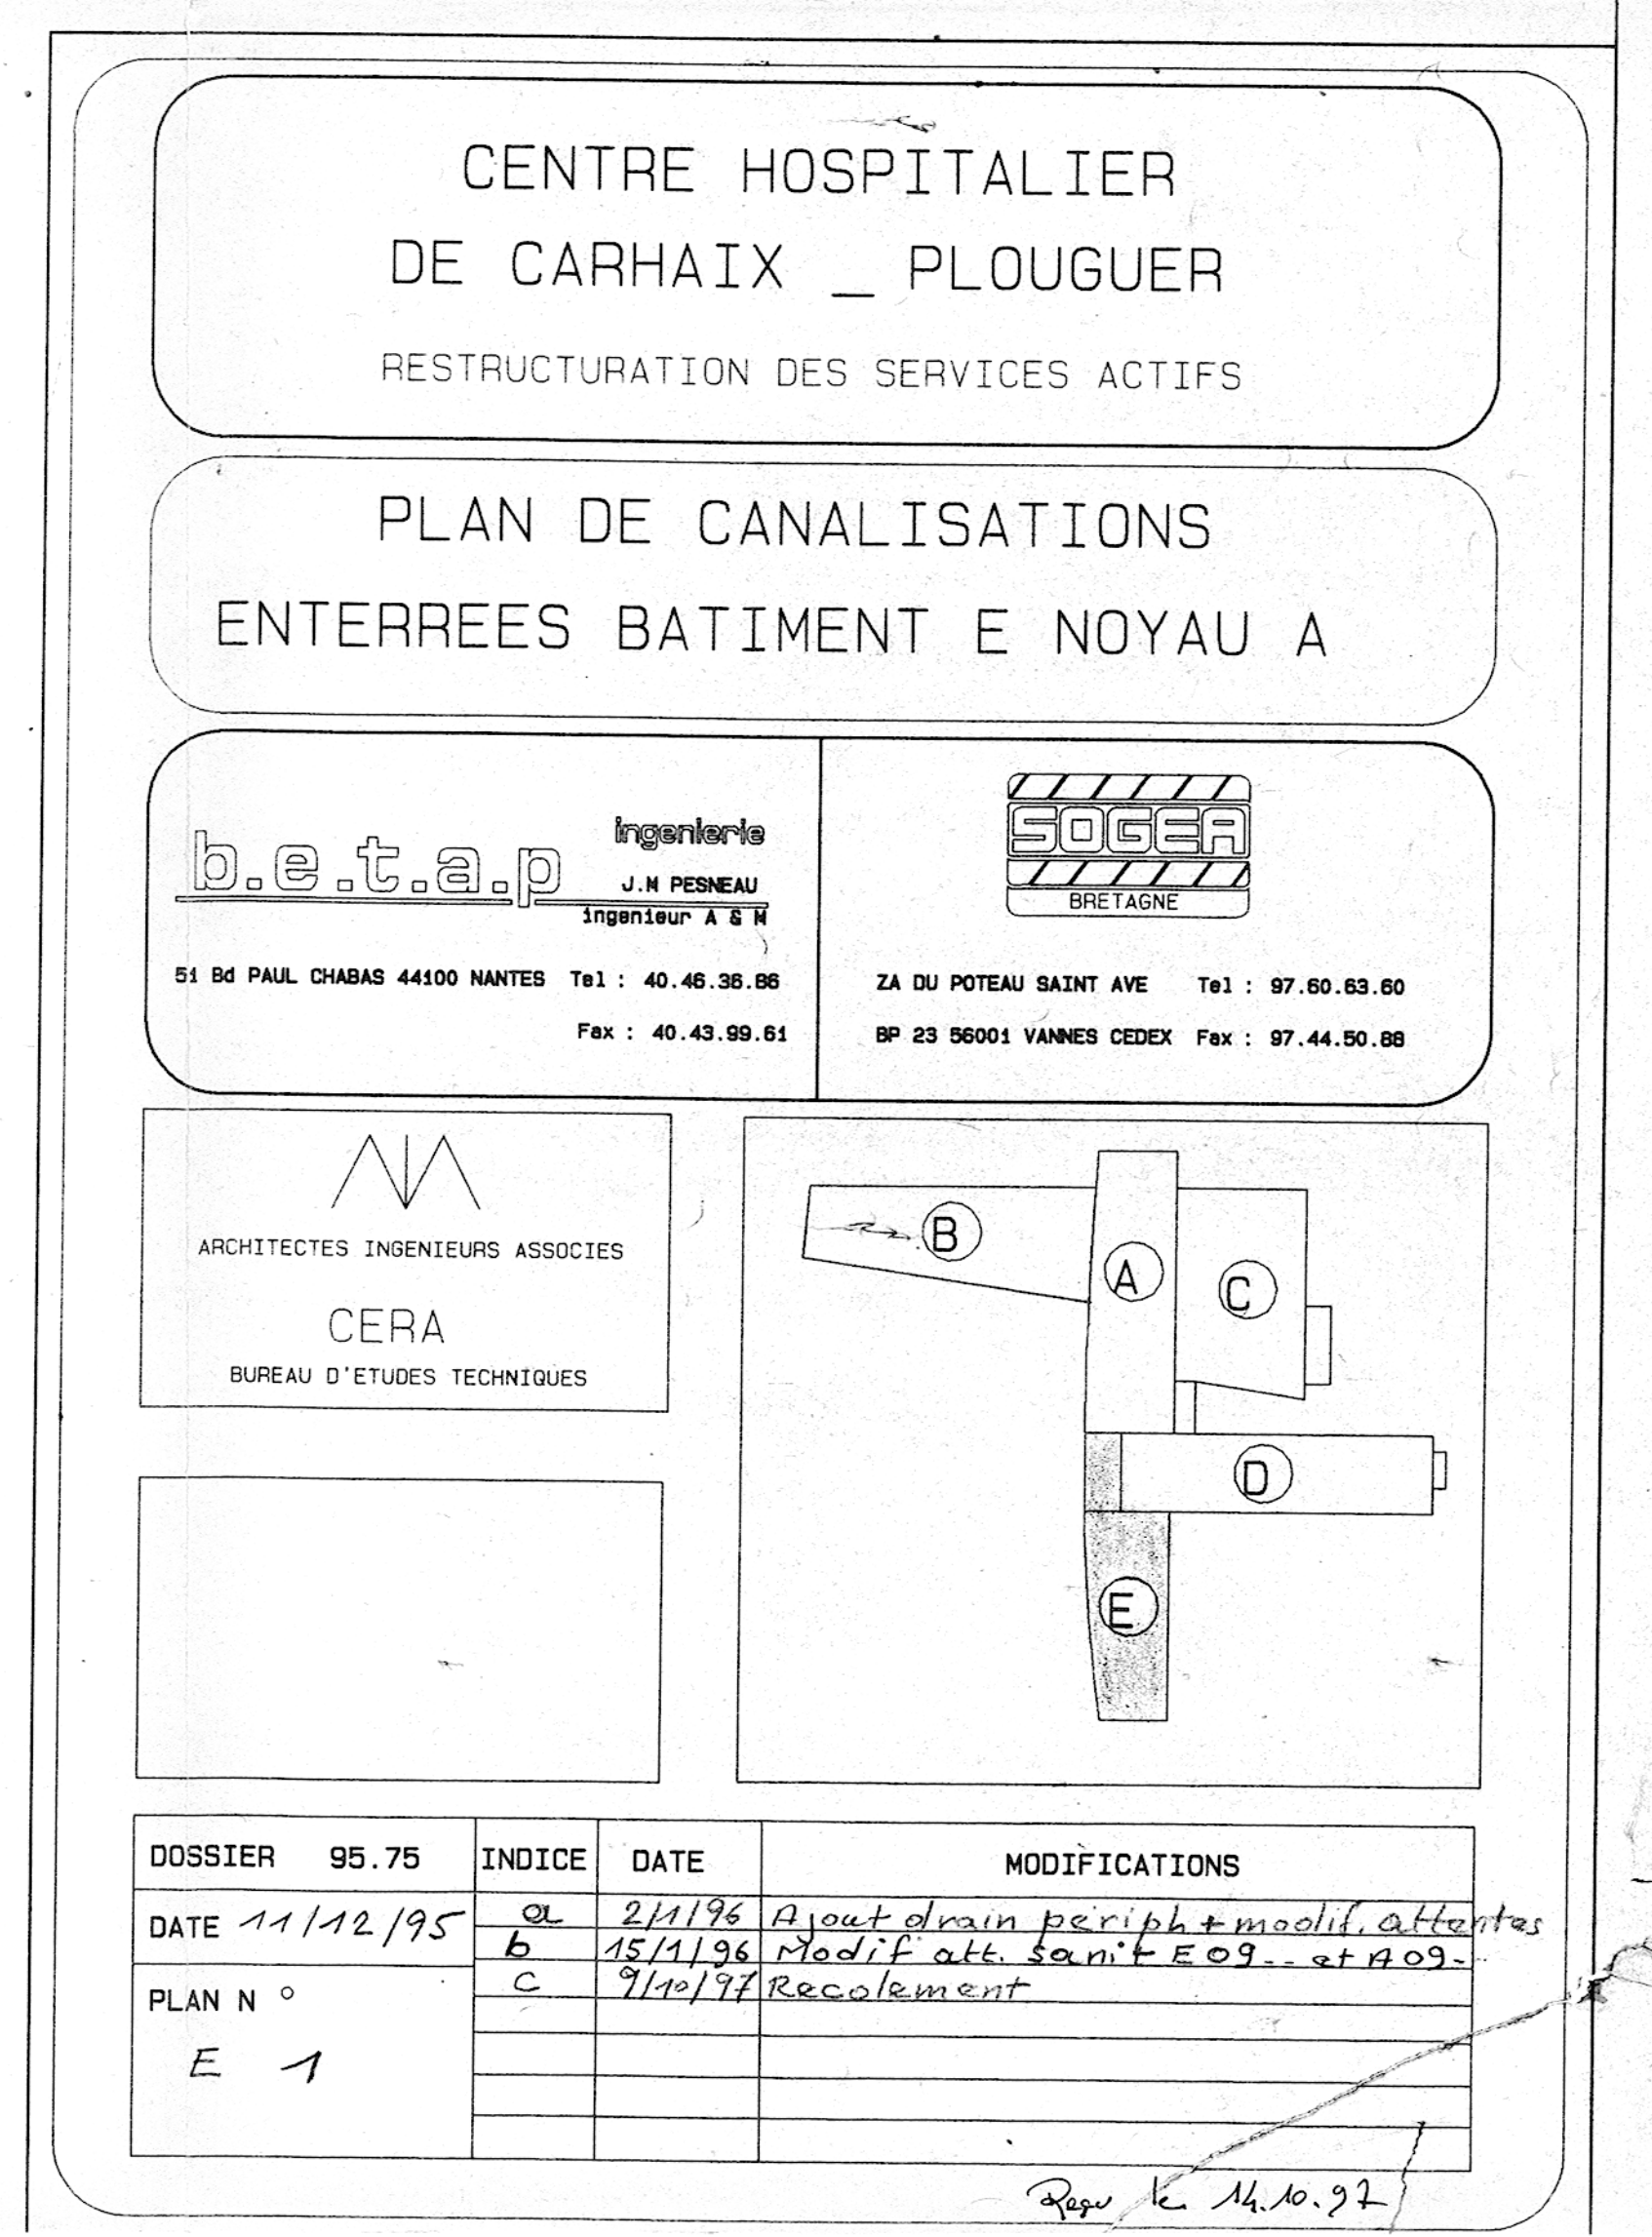 CENTRE HOSPITALIER
DE CARHAIX _ PLOUGUER
RESTRUCTURATION DES SERVICES ACTIFS
PLAN DE CANALISATIONS
ENTERREES BATIMENT E NOYAU A
b.e.t.a.p
ingenierie
J.M PESNEAU
ingenieur A & M
51 Bd PAUL CHABAS 44100 NANTES Tel : 40.46.36.86
Fax : 40.43.99.61
SOGEA
BRETAGNE
ZA DU POTEAU SAINT AVE Tel : 97.60.63.60
BP 23 56001 VANNES CEDEX Fax : 97.44.50.88
ARCHITECTES INGENIEURS ASSOCIES
CERA
BUREAU D'ETUDES TECHNIQUES
B
A
C
D
E
DOSSIER 95.75
DATE 11/12/95
PLAN N°
E 1
INDICE DATE MODIFICATIONS
a 2/1/96 Ajout drain périph + modif. attentes
b 15/1/96 Modif att. sanit E09-- et A09--
c 9/10/97 Recolement
Reçu le 14.10.97